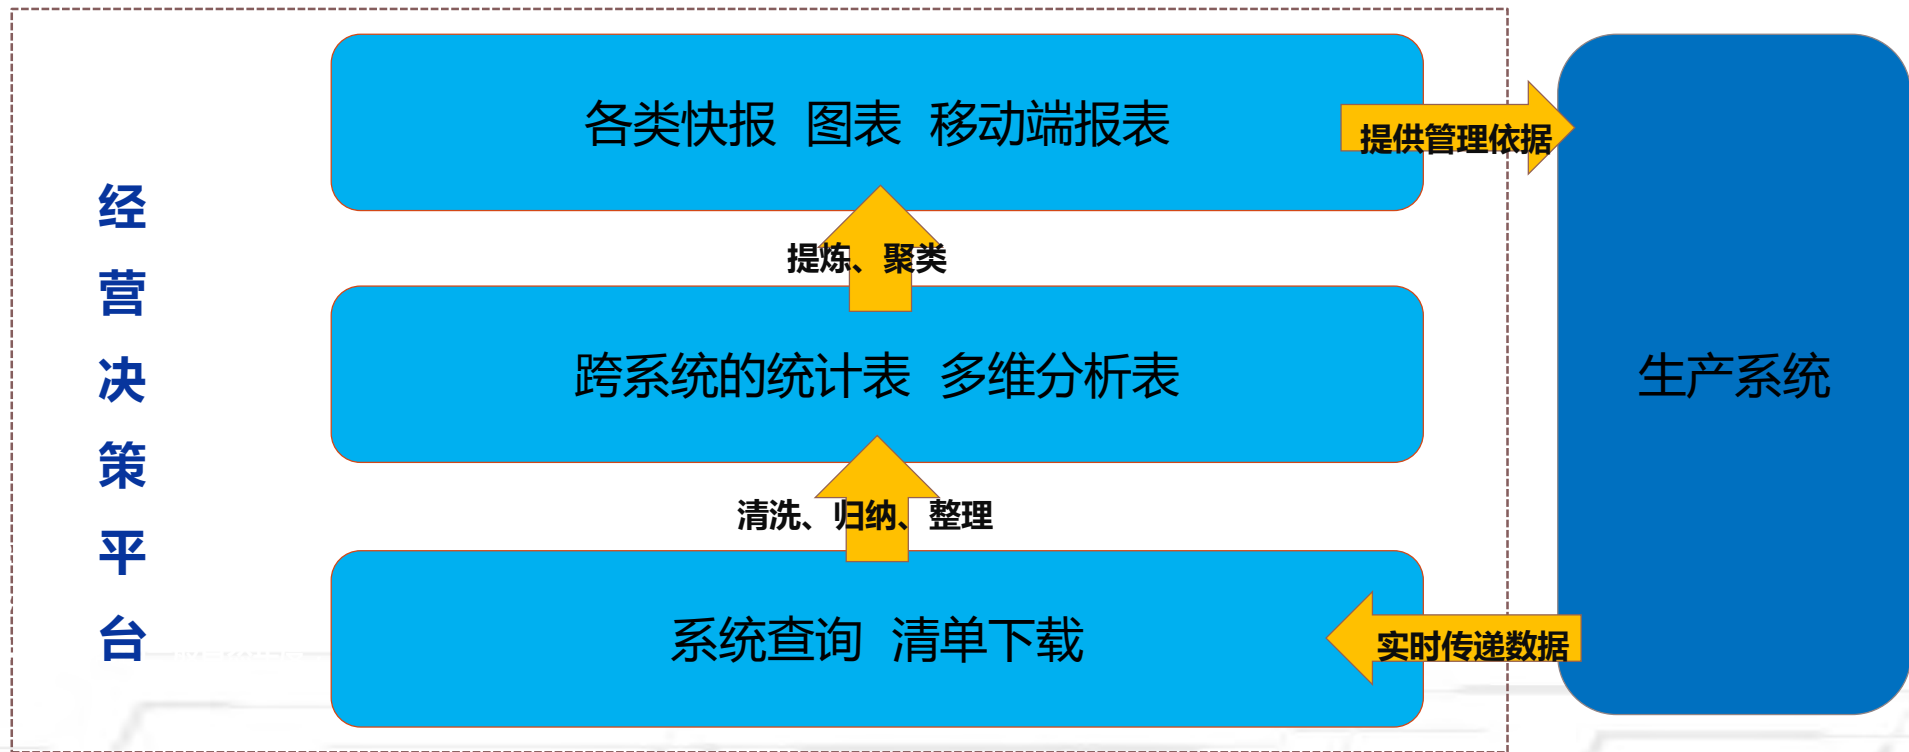 各类快报 图表 移动端报表
提供管理依据
经
营
决
策
平
台
提炼、聚类
跨系统的统计表 多维分析表
生产系统
清洗、归纳、整理
系统查询 清单下载
实时传递数据